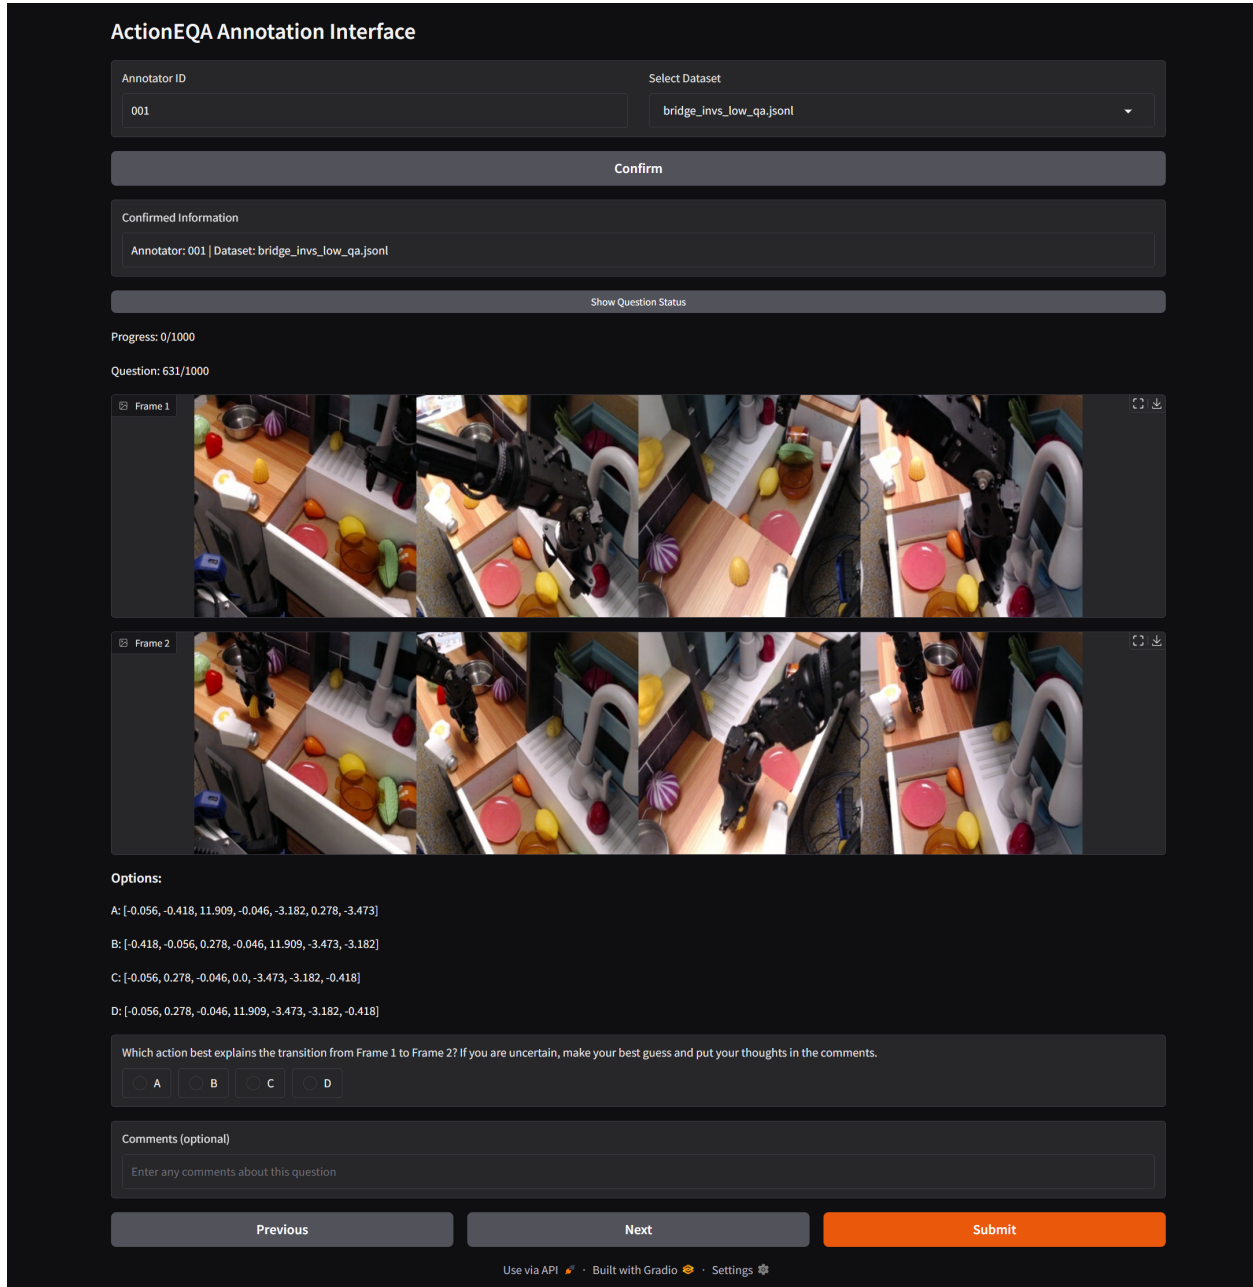 ActionEQA Annotation Interface
Annotator ID
Select Dataset
001
bridge_invs_low_qa.jsonl
Confirm
Confirmed Information
Annotator: 001 | Dataset: bridge_invs_low_qa.jsonl
Show Question Status
Progress: 0/1000
Question: 631/1000
Frame 1
Frame 2
Options:
A: [-0.056, -0.418, 11.909, -0.046, -3.182, 0.278, -3.473]
B: [-0.418, -0.056, 0.278, -0.046, 11.909, -3.473, -3.182]
C: [-0.056, 0.278, -0.046, 0.0, -3.473, -3.182, -0.418]
D: [-0.056, 0.278, -0.046, 11.909, -3.473, -3.182, -0.418]
Which action best explains the transition from Frame 1 to Frame 2? If you are uncertain, make your best guess and put your thoughts in the comments.
A
B
C
D
Comments (optional)
Enter any comments about this question
Previous
Next
Submit
Use via API · Built with Gradio · Settings